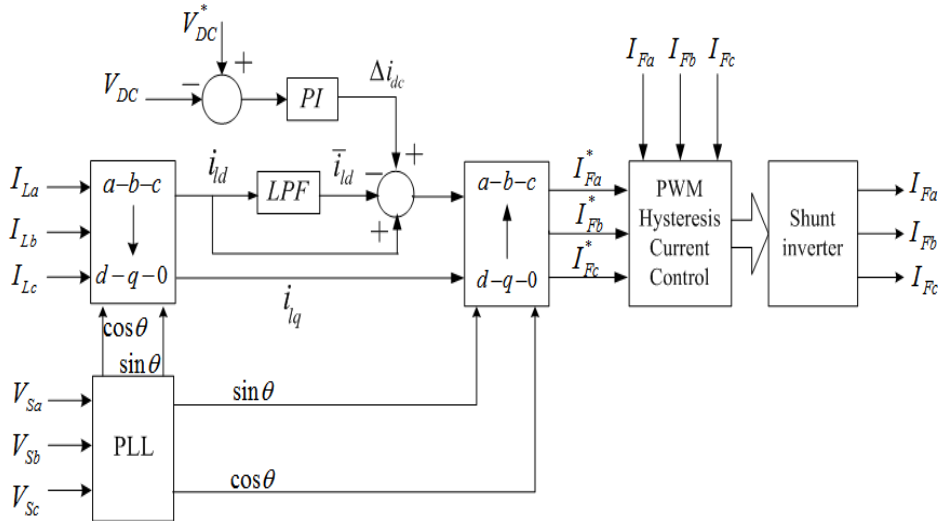 V*DC
+
−
VDC
PI
Δidc
IFa IFb IFc
+
ILa
ILb
ILc
a−b−c
d−q−0
ild
LPF
i̅ld
−
+
a−b−c
d−q−0
I*Fa
I*Fb
I*Fc
PWM
Hysteresis
Current
Control
Shunt
inverter
IFa
IFb
IFc
ilq
cosθ
sinθ
VSa
VSb
VSc
PLL
sinθ
cosθ